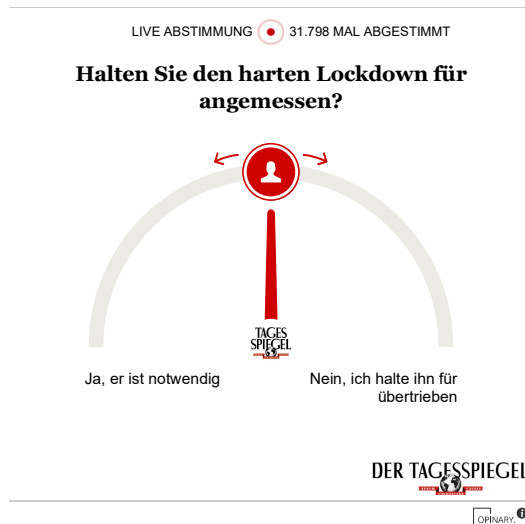 LIVE ABSTIMMUNG 31.798 MAL ABGESTIMMT
Halten Sie den harten Lockdown für
angemessen?
TAGES
SPIEGEL
Ja, er ist notwendig
Nein, ich halte ihn für
übertrieben
DER TAGESSPIEGEL
OPINARY.